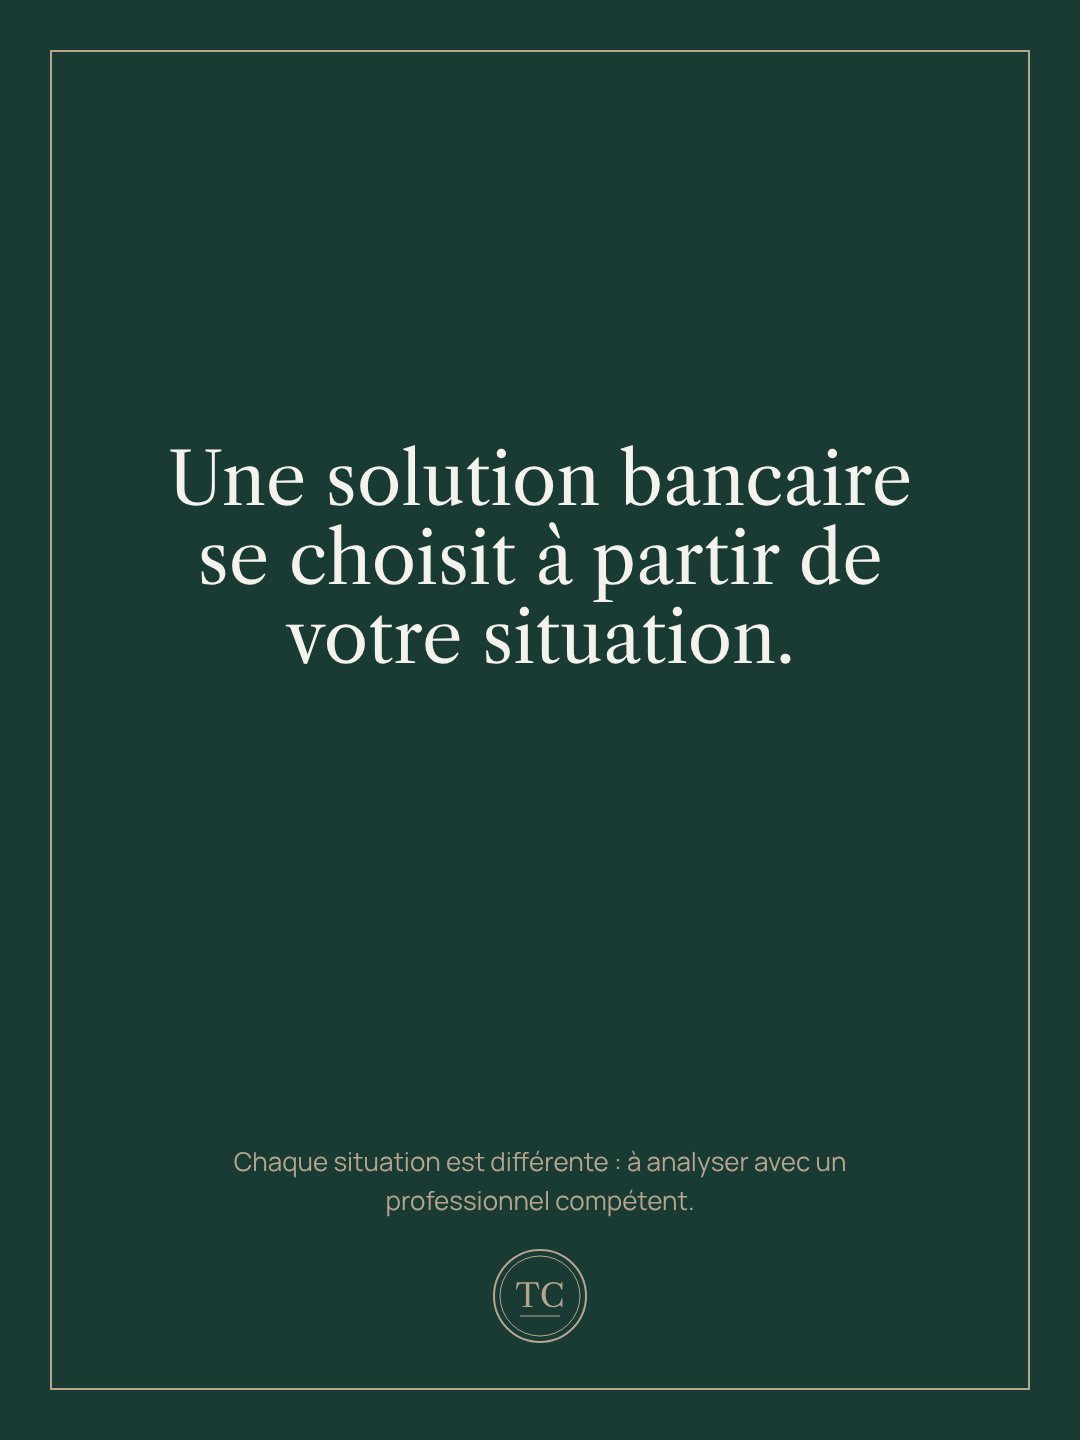 Une solution bancaire
se choisit à partir de
votre situation.
Chaque situation est différente : à analyser avec un
professionnel compétent.
TC